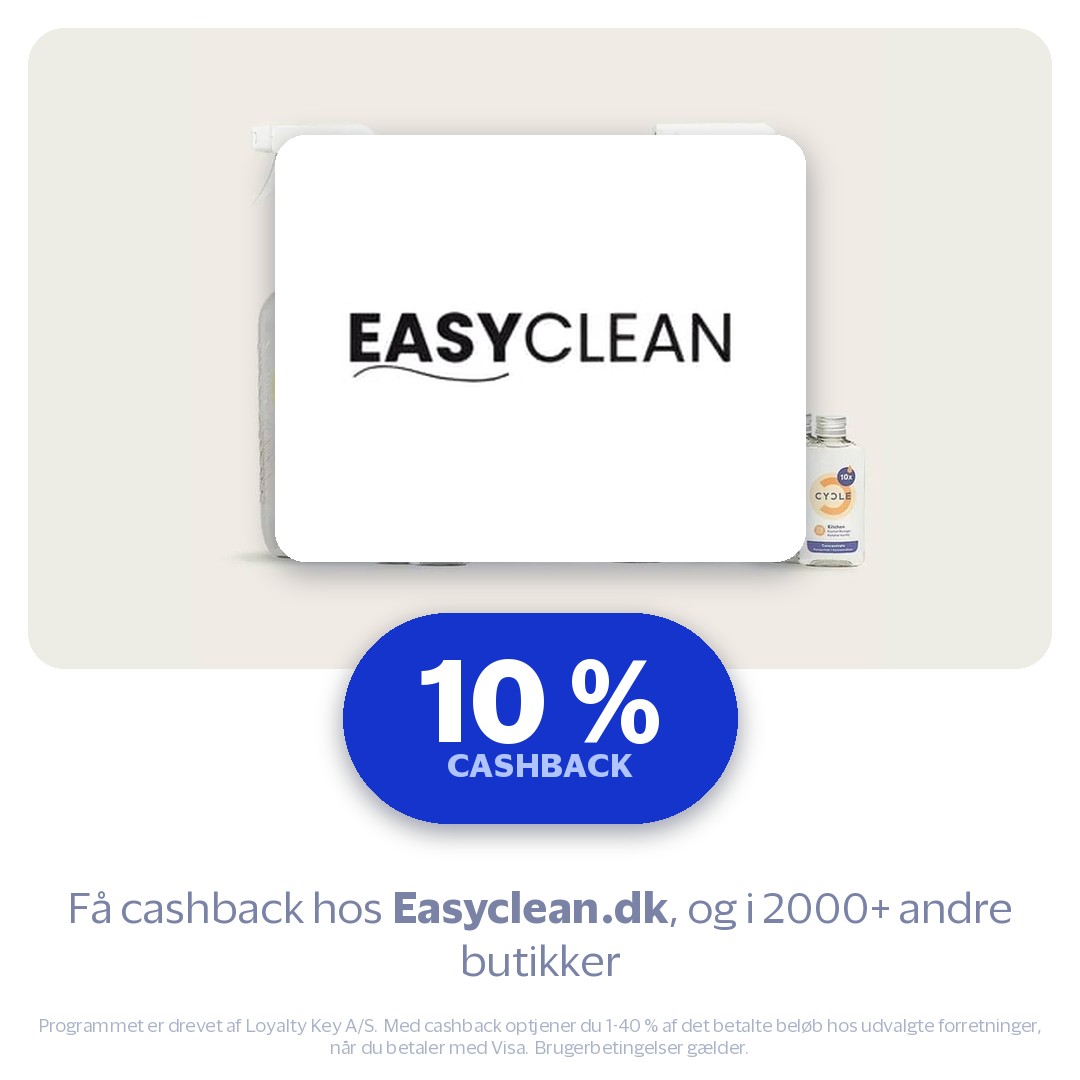 EASYCLEAN
10x
CYCLE
Kitchen
Concentrate
10 %
CASHBACK
Få cashback hos Easyclean.dk, og i 2000+ andre
butikker
Programmet er drevet af Loyalty Key A/S. Med cashback optjener du 1-40 % af det betalte beløb hos udvalgte forretninger,
når du betaler med Visa. Brugerbetingelser gælder.